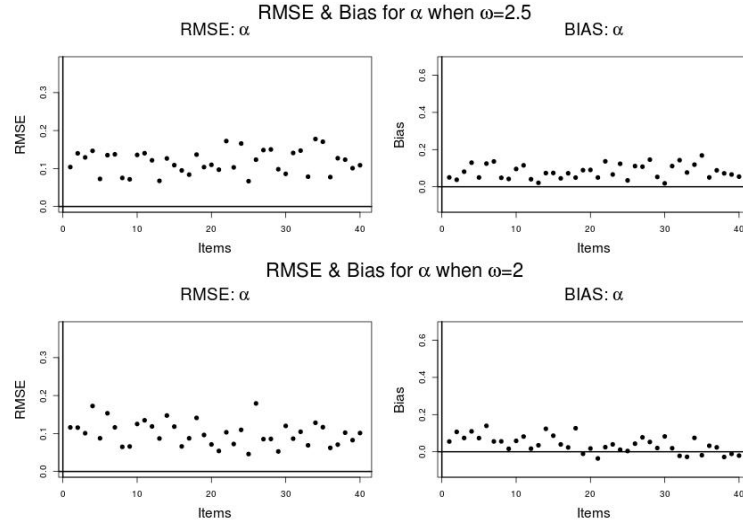 RMSE & Bias for α when ω=2.5
RMSE: α
BIAS: α
RMSE
0.0 0.1 0.2 0.3
0 10 20 30 40
Items
Bias
0.0 0.2 0.4 0.6
0 10 20 30 40
Items
RMSE & Bias for α when ω=2
RMSE: α
BIAS: α
RMSE
0.0 0.1 0.2 0.3
0 10 20 30 40
Items
Bias
0.0 0.2 0.4 0.6
0 10 20 30 40
Items